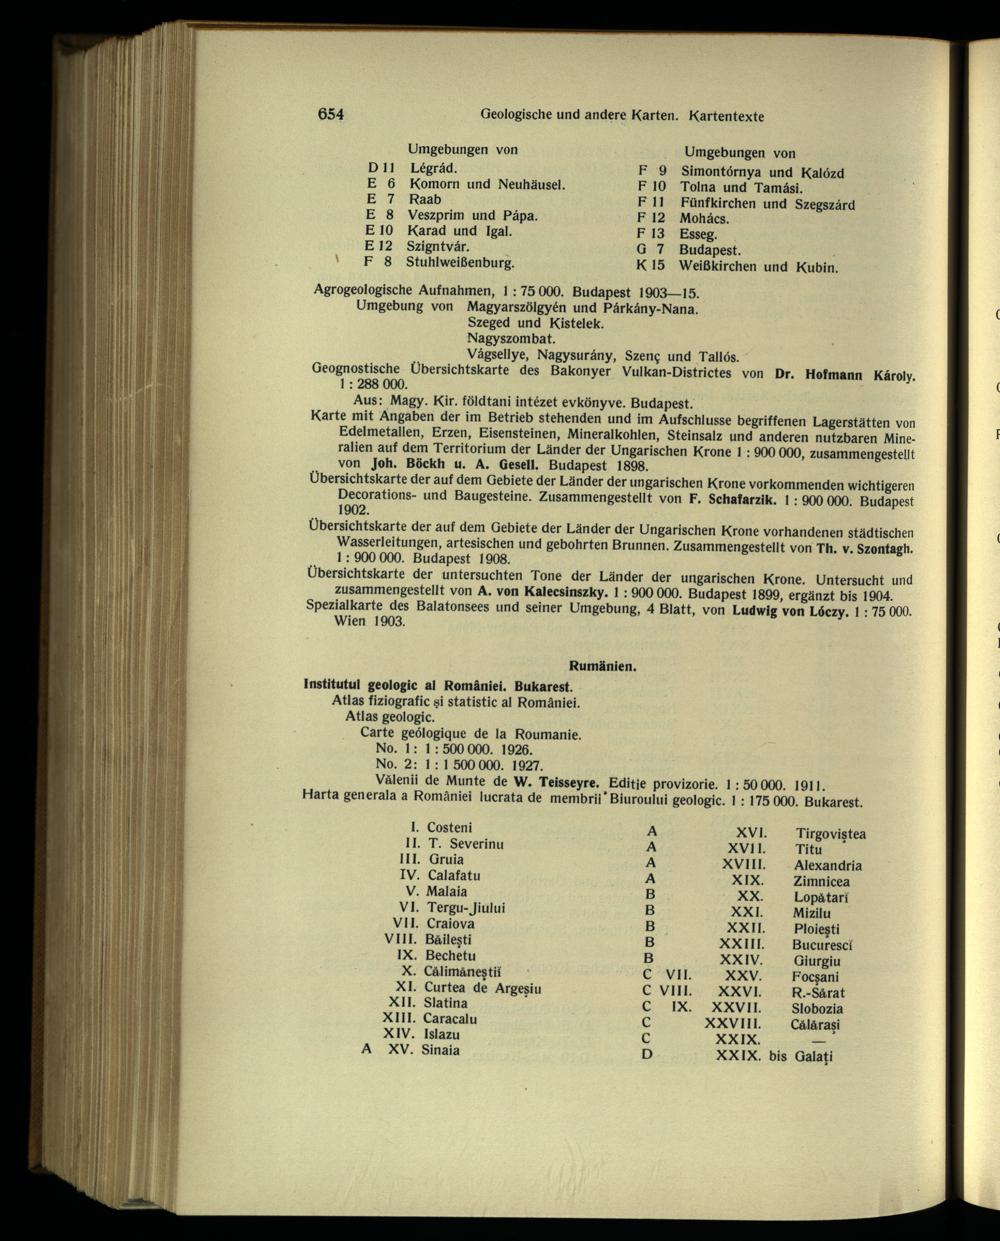 654 Geologische und andere Karten. Kartentexte
Umgebungen von
D 11 Légrád.
E 6 Komorn und Neuhäusel.
E 7 Raab
E 8 Veszprim und Pápa.
E 10 Karad und Igal.
E 12 Szigntvár.
F 8 Stuhlweißenburg.
Umgebungen von
F 9 Simontórnya und Kalózd
F 10 Tolna und Tamási.
F 11 Fünfkirchen und Szegszárd
F 12 Mohács.
F 13 Esseg.
G 7 Budapest.
K 15 Weißkirchen und Kubin.
Agrogeologische Aufnahmen, 1 : 75 000. Budapest 1903—15.
Umgebung von Magyarszölgyén und Párkány-Nana.
Szeged und Kistelek.
Nagyszombat.
Vágsellye, Nagysurány, Szenç und Tallós.
Geognostische Übersichtskarte des Bakonyer Vulkan-Districtes von Dr. Hofmann Károly.
1 : 288 000.
Aus: Magy. Kir. földtani intézet evkönyve. Budapest.
Karte mit Angaben der im Betrieb stehenden und im Aufschlusse begriffenen Lagerstätten von
Edelmetallen, Erzen, Eisensteinen, Mineralkohlen, Steinsalz und anderen nutzbaren Mine-
ralien auf dem Territorium der Länder der Ungarischen Krone 1 : 900 000, zusammengestellt
von Joh. Böckh u. A. Gesell. Budapest 1898.
Übersichtskarte der auf dem Gebiete der Länder der ungarischen Krone vorkommenden wichtigeren
Decorations- und Baugesteine. Zusammengestellt von F. Schafarzik. 1 : 900 000. Budapest
1902.
Übersichtskarte der auf dem Gebiete der Länder der Ungarischen Krone vorhandenen städtischen
Wasserleitungen, artesischen und gebohrten Brunnen. Zusammengestellt von Th. v. Szontagh.
1 : 900 000. Budapest 1908.
Übersichtskarte der untersuchten Tone der Länder der ungarischen Krone. Untersucht und
zusammengestellt von A. von Kalecsinszky. 1 : 900 000. Budapest 1899, ergänzt bis 1904.
Spezialkarte des Balatonsees und seiner Umgebung, 4 Blatt, von Ludwig von Lóczy. 1 : 75 000.
Wien 1903.
Rumänien.
Institutul geologic al României. Bukarest.
Atlas fiziografic și statistic al României.
Atlas geologic.
Carte geólogique de la Roumanie.
No. 1: 1 : 500 000. 1926.
No. 2: 1 : 1 500 000. 1927.
Vălenii de Munte de W. Teisseyre. Editie provizorie. 1 : 50 000. 1911.
Harta generala a României lucrata de membrii Biuroului geologic. 1 : 175 000. Bukarest.
I. Costeni
II. T. Severinu
III. Gruia
IV. Calafatu
V. Malaia
VI. Tergu-Jiului
VII. Craiova
VIII. Băilești
IX. Bechetu
X. Călimăneștiĭ
XI. Curtea de Argeșiu
XII. Slatina
XIII. Caracalu
XIV. Islazu
A XV. Sinaia
A XVI. Tirgoviștea
A XVII. Titu
A XVIII. Alexandria
A XIX. Zimnicea
B XX. Lopătarĭ
B XXI. Mizilu
B XXII. Ploiești
B XXIII. Bucurescĭ
B XXIV. Giurgiu
C VII. XXV. Focșani
C VIII. XXVI. R.-Sărat
C IX. XXVII. Slobozia
C XXVIII. Călărași
C XXIX. —
D XXIX. bis Galați